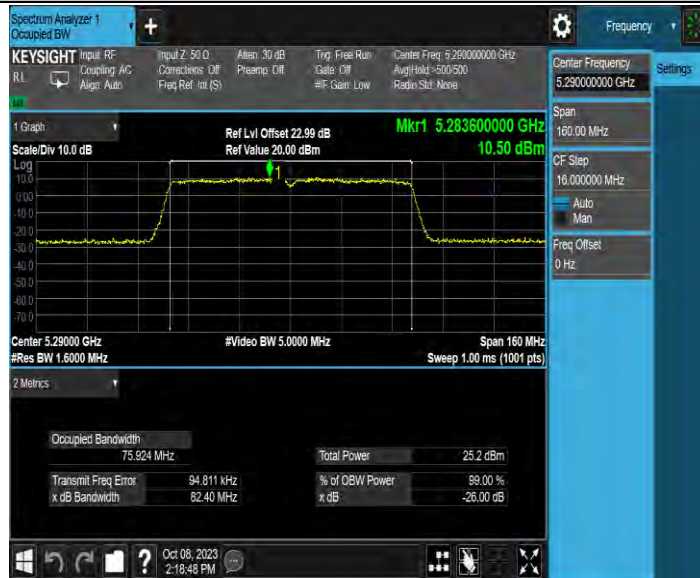 Spectrum Analyzer 1
Occupied BW
Frequency
KEYSIGHT
RL
Input: RF
Coupling: AC
Align: Auto
Input Z: 50 Ω
Corrections: Off
Freq Ref: Int (S)
Atten: 30 dB
Preamp: Off
Trig: Free Run
Gate: Off
#IF Gain: Low
Center Freq: 5.290000000 GHz
Avg|Hold:>500/500
Radio Std: None
Center Frequency
5.290000000 GHz
Settings
Span
160.00 MHz
CF Step
16.000000 MHz
Auto
Man
Freq Offset
0 Hz
1 Graph
Scale/Div 10.0 dB
Ref Lvl Offset 22.99 dB
Ref Value 20.00 dBm
Mkr1 5.283600000 GHz
10.50 dBm
Log
10.0
0.00
-10.0
-20.0
-30.0
-40.0
-50.0
-60.0
-70.0
1
Center 5.29000 GHz
#Res BW 1.6000 MHz
#Video BW 5.0000 MHz
Span 160 MHz
Sweep 1.00 ms (1001 pts)
2 Metrics
Occupied Bandwidth
75.924 MHz
Total Power 25.2 dBm
Transmit Freq Error 94.811 kHz
% of OBW Power 99.00 %
x dB Bandwidth 82.40 MHz
x dB -26.00 dB
?
Oct 08, 2023
2:18:48 PM